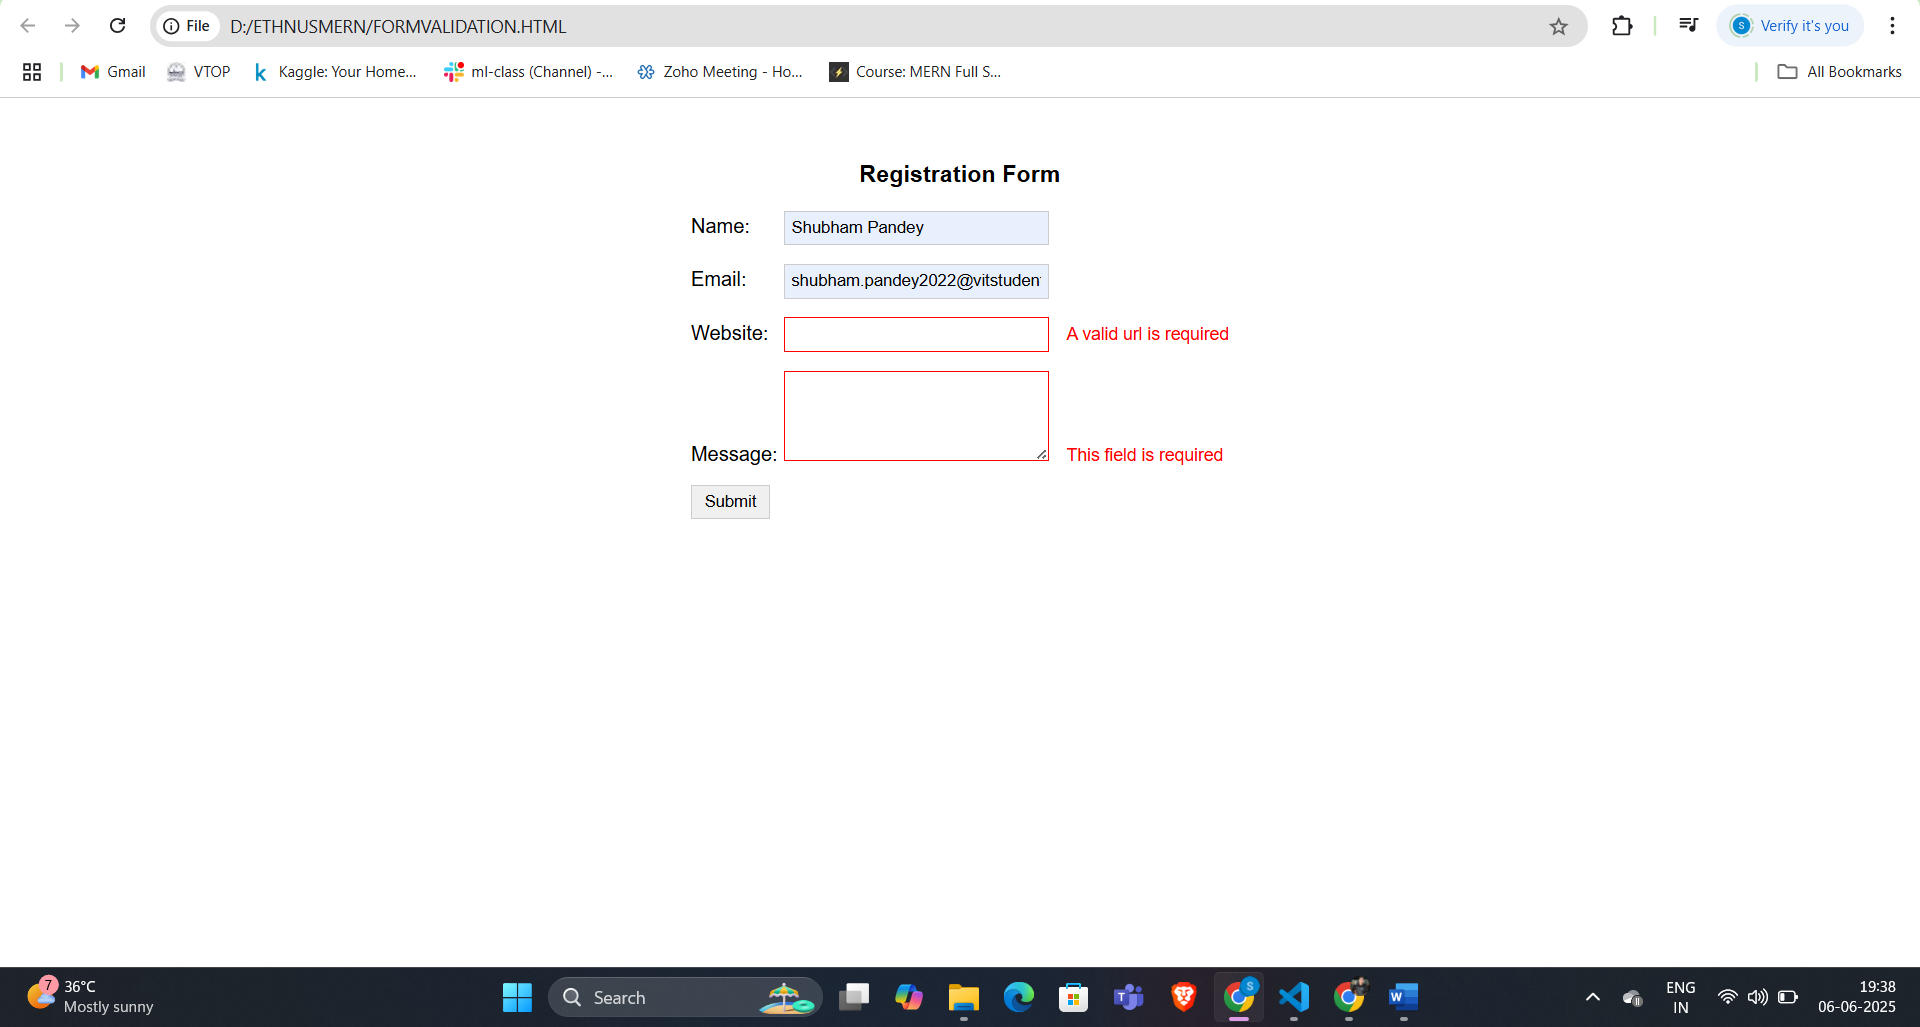 File D:/ETHNUSMERN/FORMVALIDATION.HTML S Verify it's you
Gmail VTOP Kaggle: Your Home... ml-class (Channel) -... Zoho Meeting - Ho... Course: MERN Full S... All Bookmarks
Registration Form
Name: Shubham Pandey
Email: shubham.pandey2022@vitstuden
Website: A valid url is required
Message: This field is required
Submit
7 36°C
Mostly sunny
Search
ENG
IN
19:38
06-06-2025